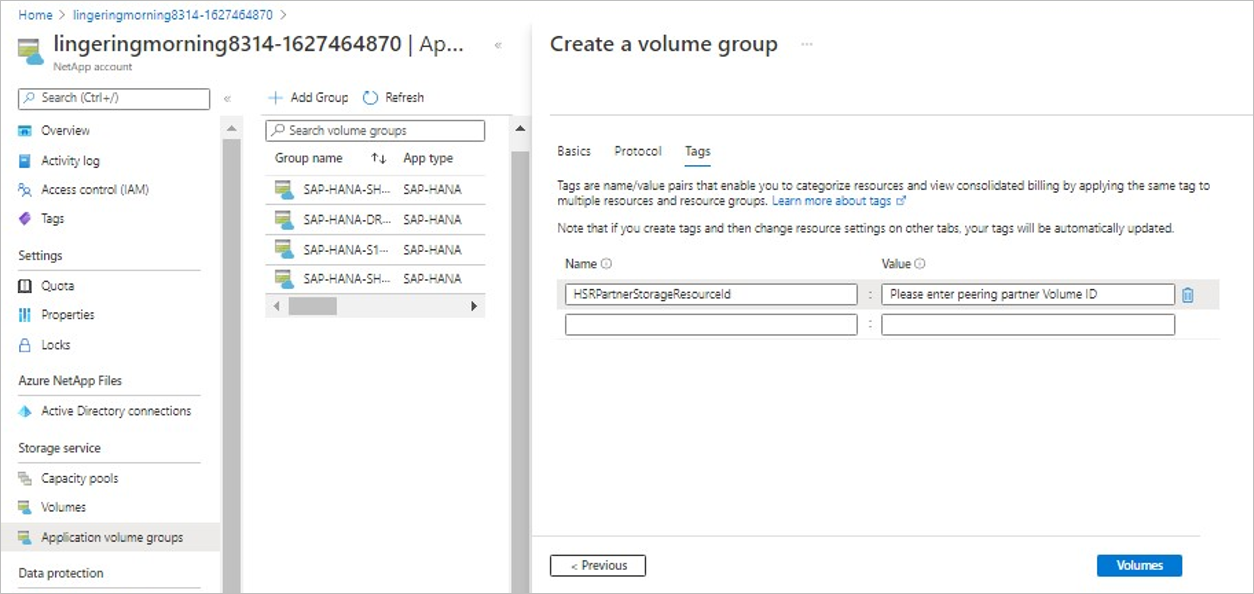 Home > lingeringmorning8314-1627464870 >
lingeringmorning8314-1627464870 | Ap...
NetApp account
Search (Ctrl+/)
Overview
Activity log
Access control (IAM)
Tags
Settings
Quota
Properties
Locks
Azure NetApp Files
Active Directory connections
Storage service
Capacity pools
Volumes
Application volume groups
Data protection
Add Group Refresh
Search volume groups
Group name App type
SAP-HANA-SH... SAP-HANA
SAP-HANA-DR... SAP-HANA
SAP-HANA-S1... SAP-HANA
SAP-HANA-SH... SAP-HANA
Create a volume group ...
Basics Protocol Tags
Tags are name/value pairs that enable you to categorize resources and view consolidated billing by applying the same tag to
multiple resources and resource groups. Learn more about tags
Note that if you create tags and then change resource settings on other tabs, your tags will be automatically updated.
Name Value
HSRPartnerStorageResourceId : Please enter peering partner Volume ID
:
< Previous Volumes